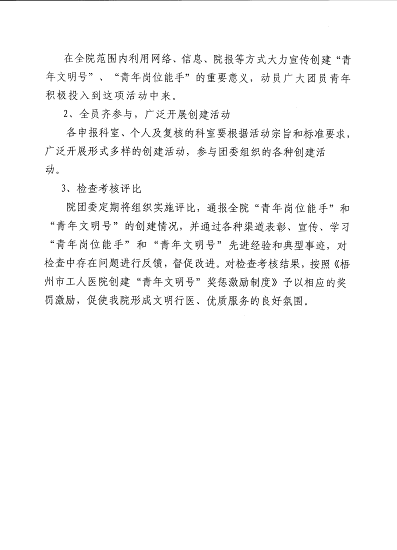 在全院范围内利用网络、信息、院报等方式大力宣传创建“青
年文明号”、“青年岗位能手”的重要意义，动员广大团员青年
积极投入到这项活动中来。
2、全员齐参与，广泛开展创建活动
各申报科室、个人及复核的科室要根据活动宗旨和标准要求，
广泛开展形式多样的创建活动，参与团委组织的各种创建活
动。
3、检查考核评比
院团委定期将组织实施评比，通报全院“青年岗位能手”和
“青年文明号”的创建情况，并通过各种渠道表彰、宣传、学习
“青年岗位能手”和“青年文明号”先进经验和典型事迹，对
检查中存在问题进行反馈，督促改进。对检查考核结果，按照《梧
州市工人医院创建“青年文明号”奖惩激励制度》予以相应的奖
罚激励，促使我院形成文明行医、优质服务的良好氛围。